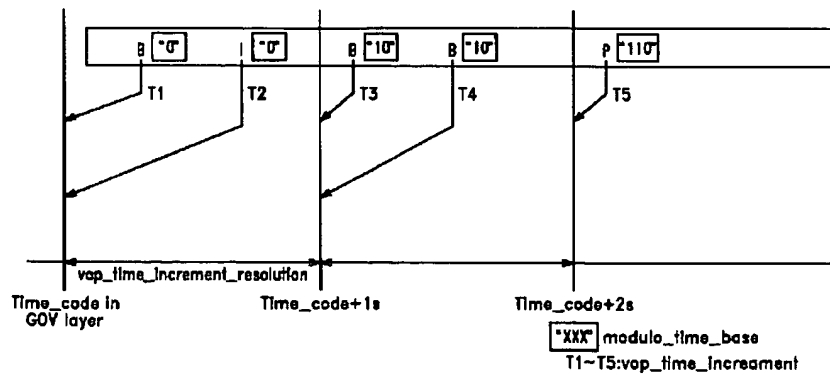 B "0" I "0" B "10" B "10" P "110"
T1 T2 T3 T4 T5
vop_time_increment_resolution
Time_code in
GOV layer
Time_code+1s
Time_code+2s
"XXX" modulo_time_base
T1~T5:vop_time_increament